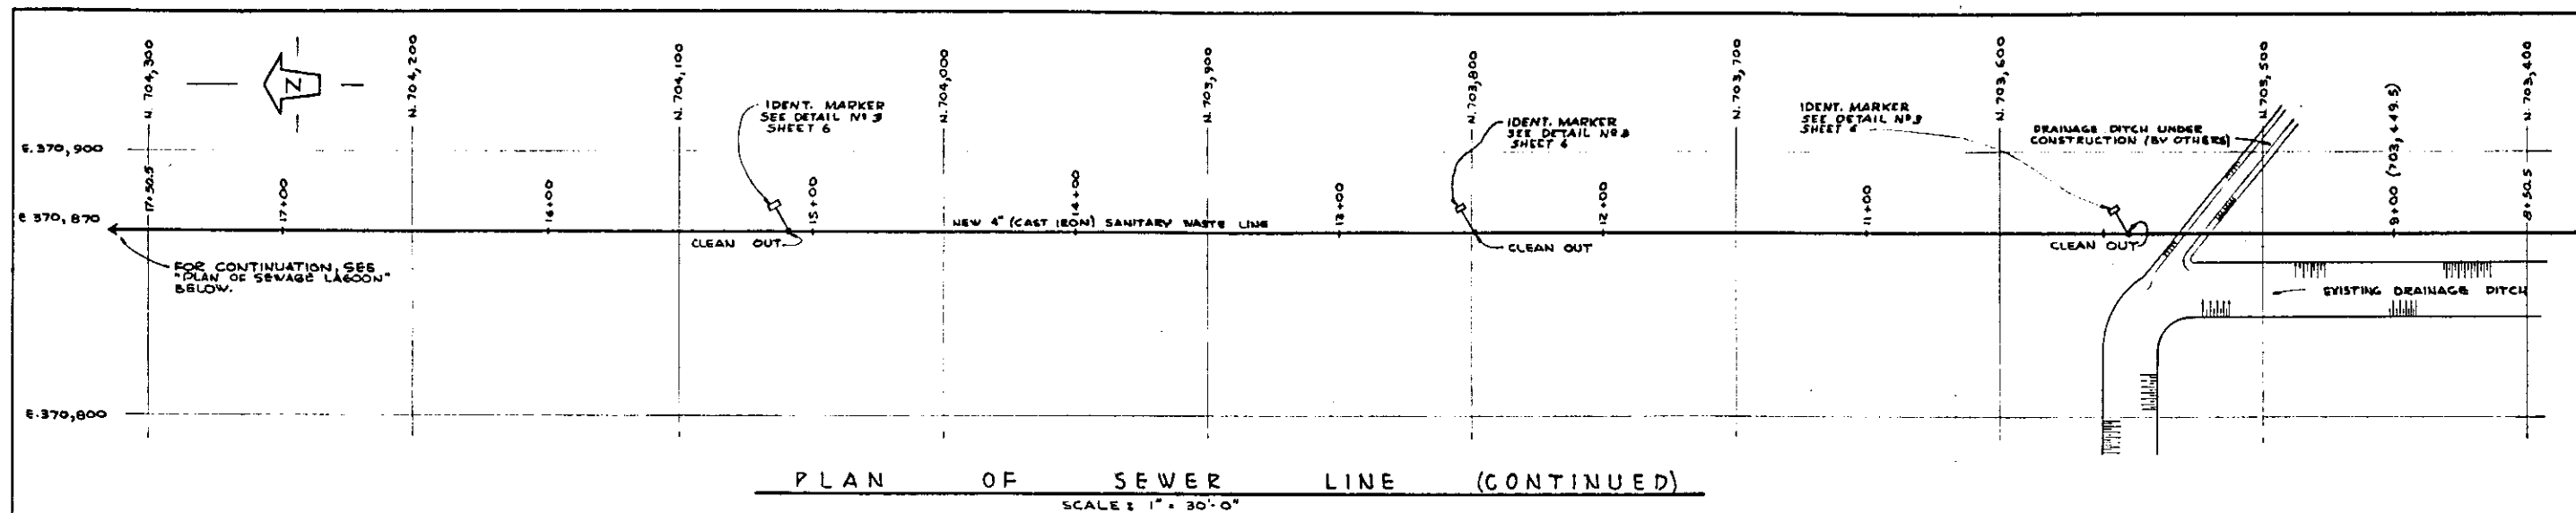 N. 704,300
N. 704,200
N. 704,100
N. 704,000
N. 703,900
N. 703,800
N. 703,700
N. 703,600
N. 703,500
9+00 (703,449.5)
N. 703,400
N
IDENT. MARKER
SEE DETAIL Nº 3
SHEET 6
IDENT. MARKER
SEE DETAIL Nº 3
SHEET 6
IDENT. MARKER
SEE DETAIL Nº 3
SHEET 6
DRAINAGE DITCH UNDER
CONSTRUCTION (BY OTHERS)
E. 370,900
17+50.5
17+00
16+00
15+00
14+00
13+00
12+00
11+00
8+50.5
E 370,870
NEW 4" (CAST IRON) SANITARY WASTE LINE
CLEAN OUT
CLEAN OUT
CLEAN OUT
FOR CONTINUATION, SEE
"PLAN OF SEWAGE LAGOON"
BELOW.
EXISTING DRAINAGE DITCH
E. 370,800
PLAN OF SEWER LINE (CONTINUED)
SCALE: 1" = 30'-0"